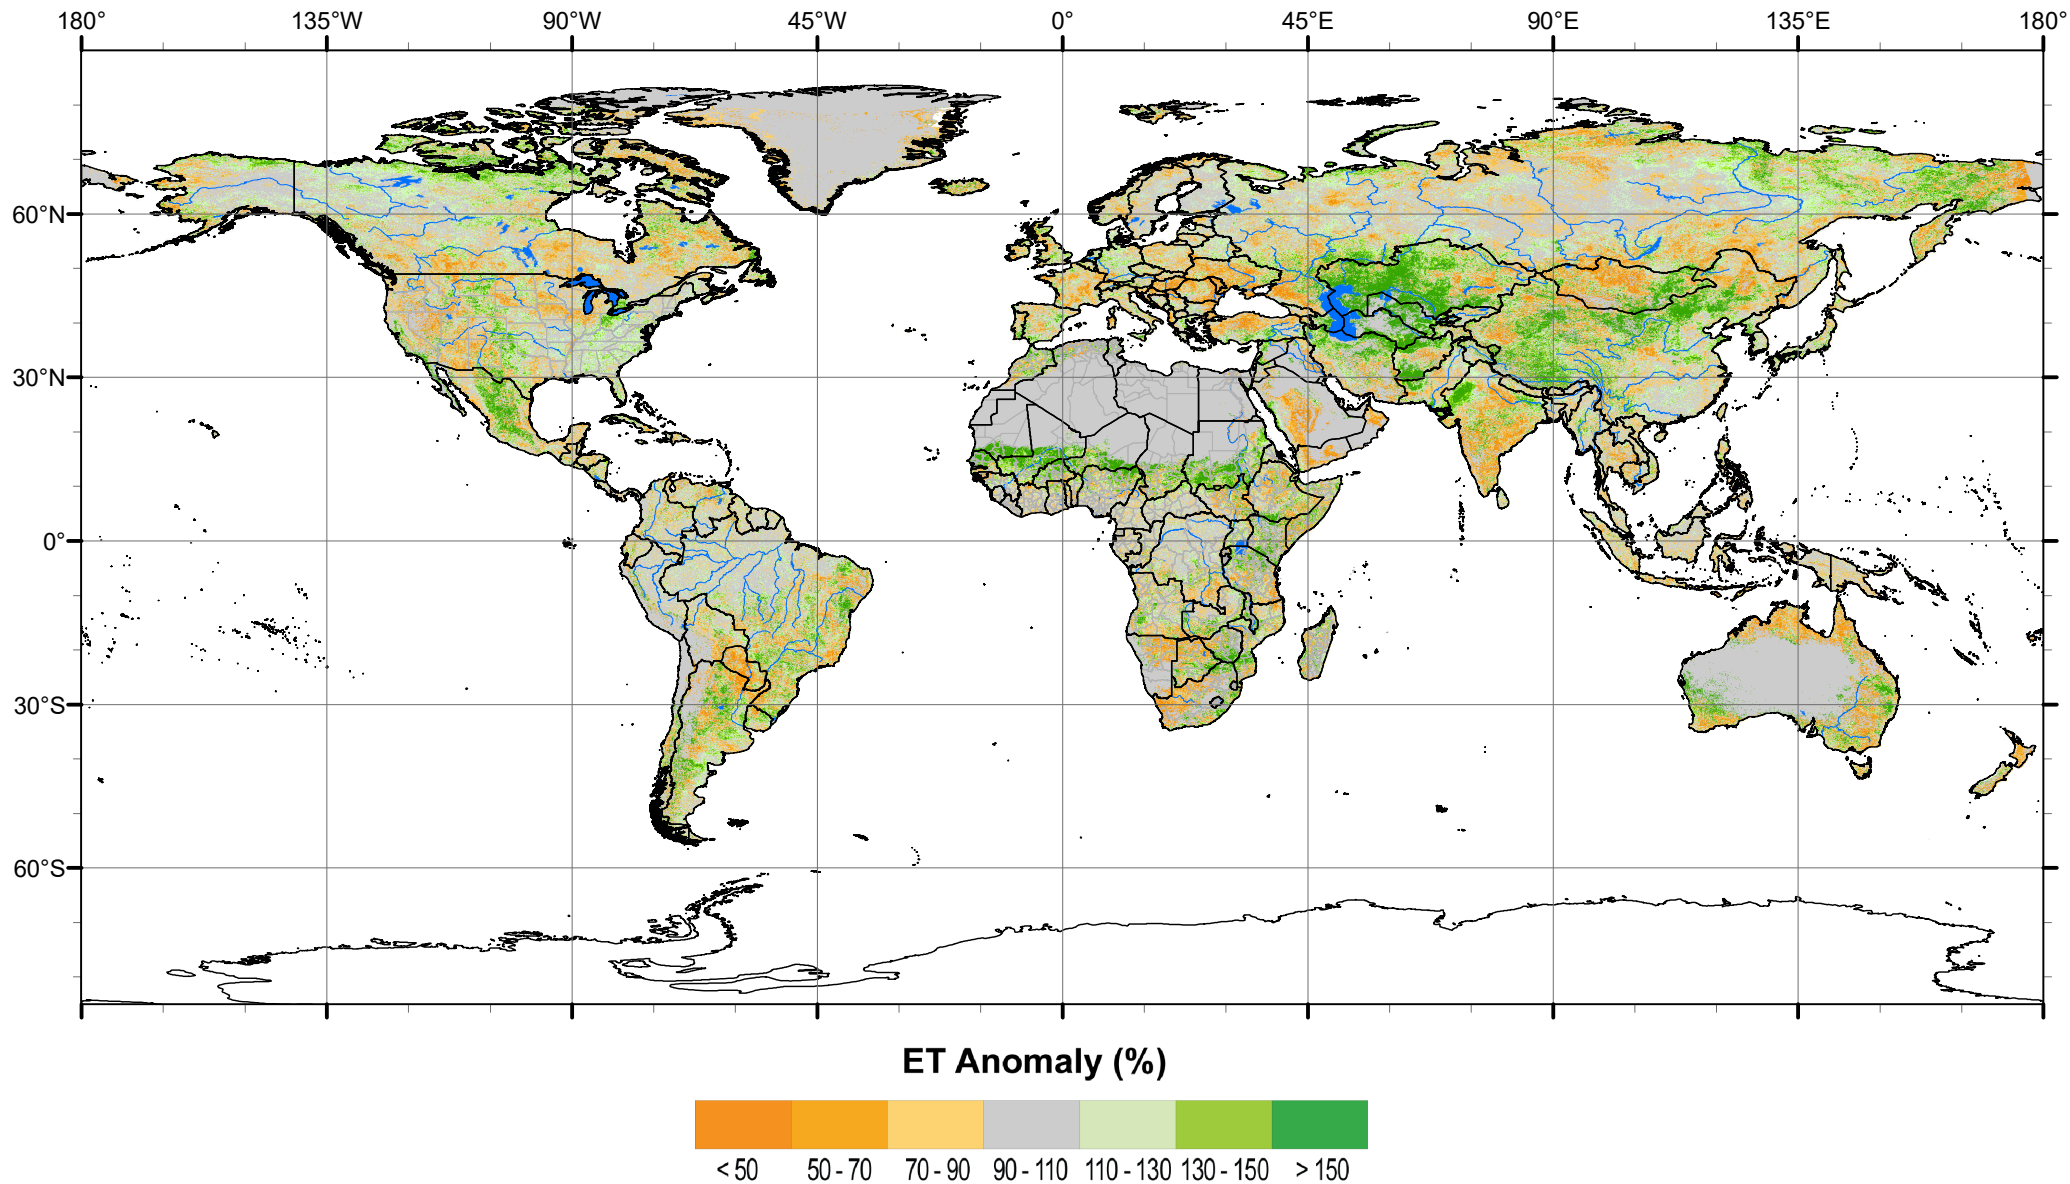 180° 135°W 90°W 45°W 0° 45°E 90°E 135°E 180°
60°N
30°N
0°
30°S
60°S
ET Anomaly (%)
< 50 50 - 70 70 - 90 90 - 110 110 - 130 130 - 150 > 150